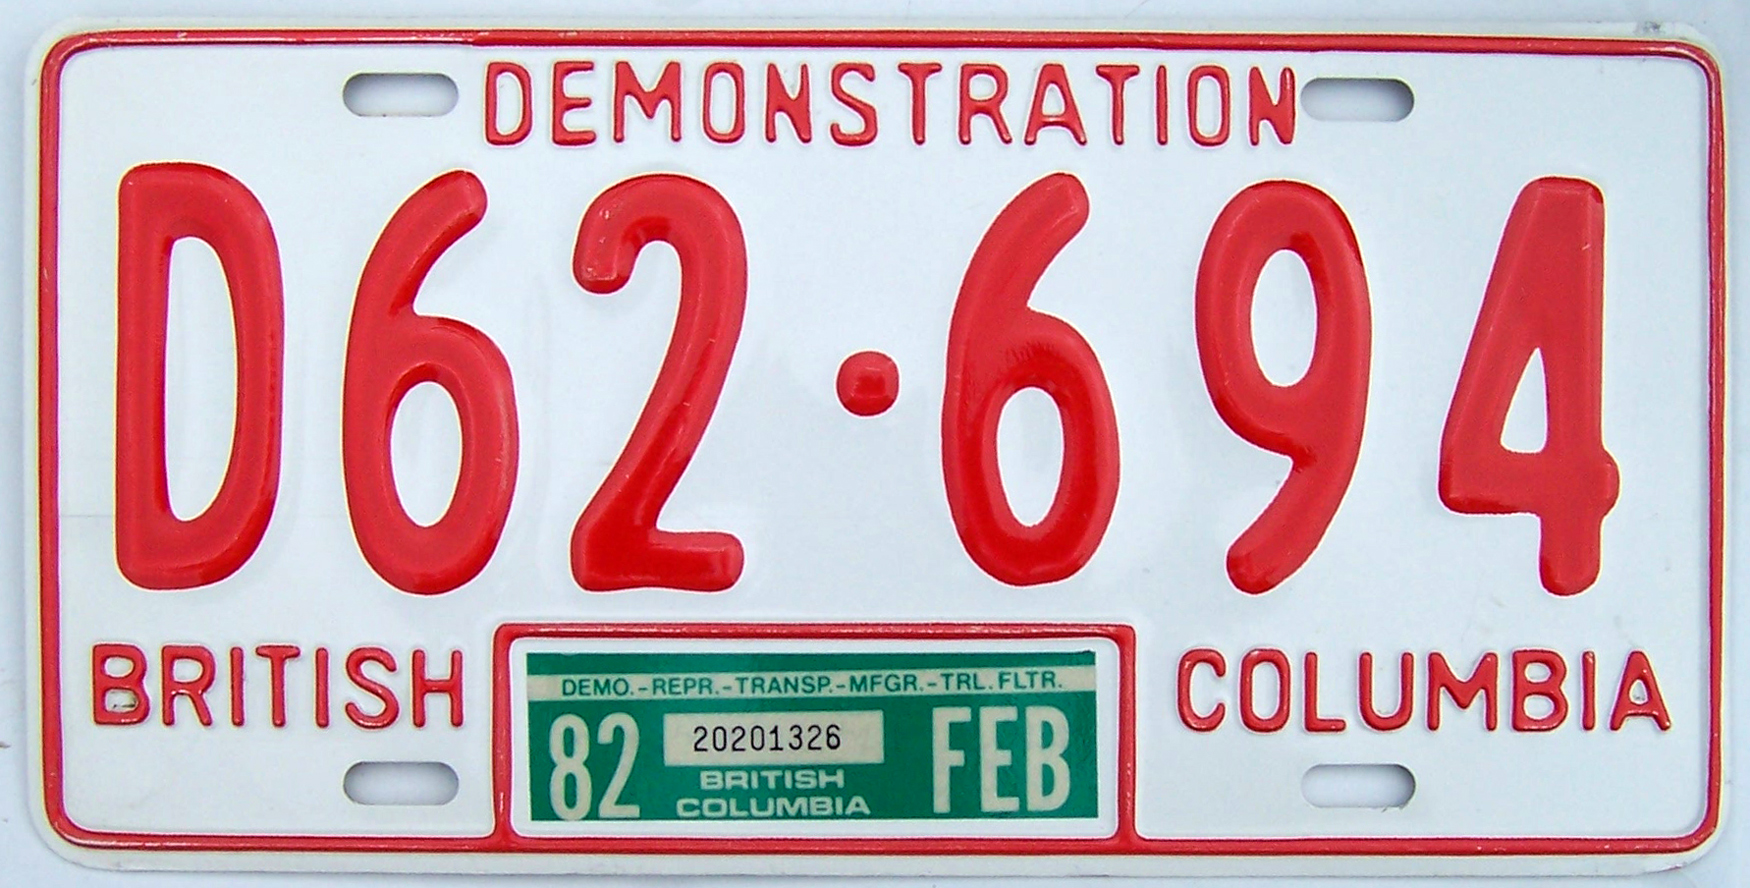 DEMONSTRATION
D62·694
BRITISH COLUMBIA
DEMO.-REPR.-TRANSP.-MFGR.-TRL.FLTR.
82 20201326 FEB
BRITISH
COLUMBIA